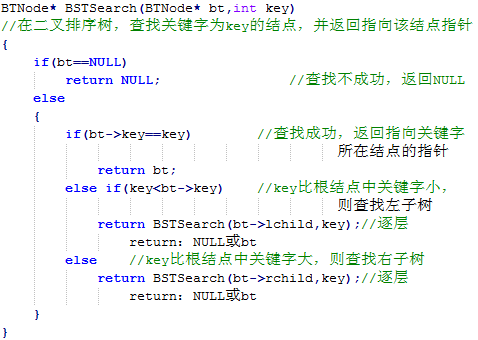 BTNode* BSTSearch(BTNode* bt,int key)
//在二叉排序树，查找关键字为key的结点，并返回指向该结点指针
{
    if(bt==NULL)
        return NULL;                //查找不成功，返回NULL
    else
    {
        if(bt->key==key)        //查找成功，返回指向关键字
                                          所在结点的指针
            return bt;
        else if(key<bt->key)    //key比根结点中关键字小，
                                          则查找左子树
            return BSTSearch(bt->lchild,key);//逐层
                return：NULL或bt
        else    //key比根结点中关键字大，则查找右子树
            return BSTSearch(bt->rchild,key);//逐层
                return：NULL或bt
    }
}